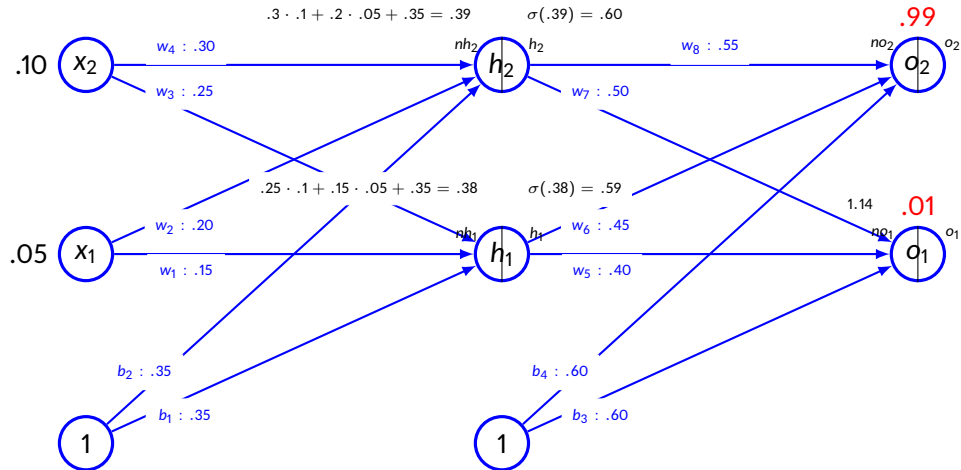 .3 · .1 + .2 · .05 + .35 = .39
σ(.39) = .60
.99
w₄ : .30
nh₂
h₂
w₈ : .55
no₂
o₂
.10
x₂
h₂
o₂
w₃ : .25
w₇ : .50
.25 · .1 + .15 · .05 + .35 = .38
σ(.38) = .59
1.14
.01
w₂ : .20
nh₁
h₁
w₆ : .45
no₁
o₁
.05
x₁
h₁
o₁
w₁ : .15
w₅ : .40
b₂ : .35
b₄ : .60
b₁ : .35
b₃ : .60
1
1